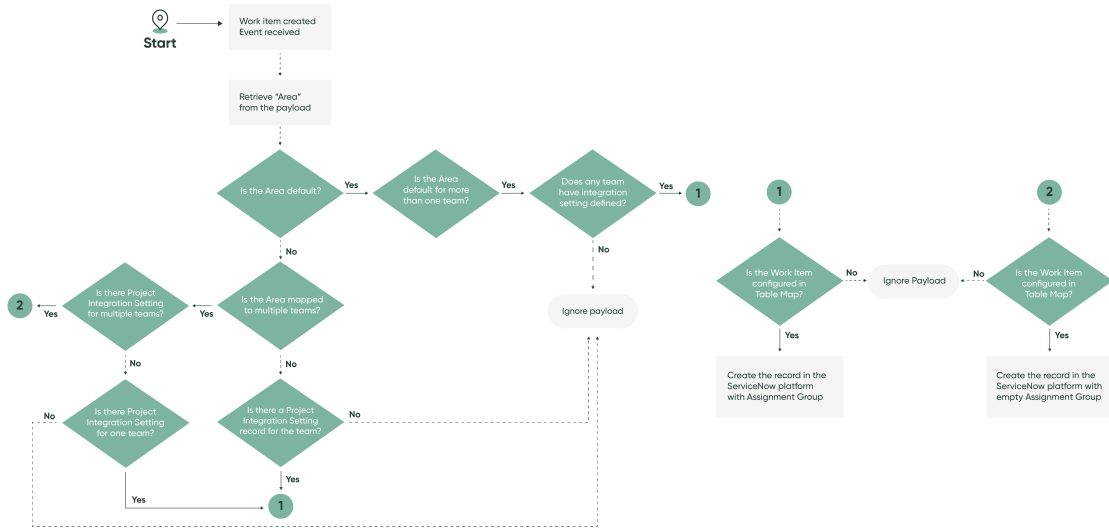 Start
Work item created
Event received
Retrieve “Area”
from the payload
Is the Area default?
Yes
Is the Area
default for more
than one team?
Yes
Does any team
have integration
setting defined?
Yes
1
No
No
Is there Project
Integration Setting
for multiple teams?
Yes
2
Is the Area mapped
to multiple teams?
Yes
No
No
Ignore payload
Is there Project
Integration Setting
for one team?
No
Yes
Is there a Project
Integration Setting
record for the team?
No
Yes
1
1
Is the Work Item
configured in
Table Map?
No
Ignore Payload
Yes
Create the record in the
ServiceNow platform
with Assignment Group
2
Is the Work Item
configured in
Table Map?
No
Yes
Create the record in the
ServiceNow platform with
empty Assignment Group